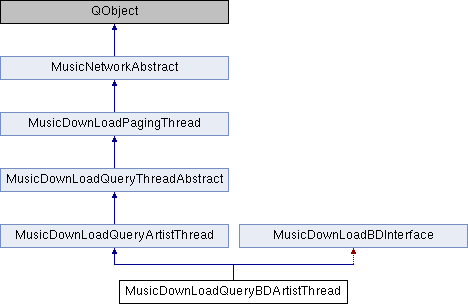 QObject
MusicNetworkAbstract
MusicDownLoadPagingThread
MusicDownLoadQueryThreadAbstract
MusicDownLoadQueryArtistThread
MusicDownLoadBDInterface
MusicDownLoadQueryBDArtistThread